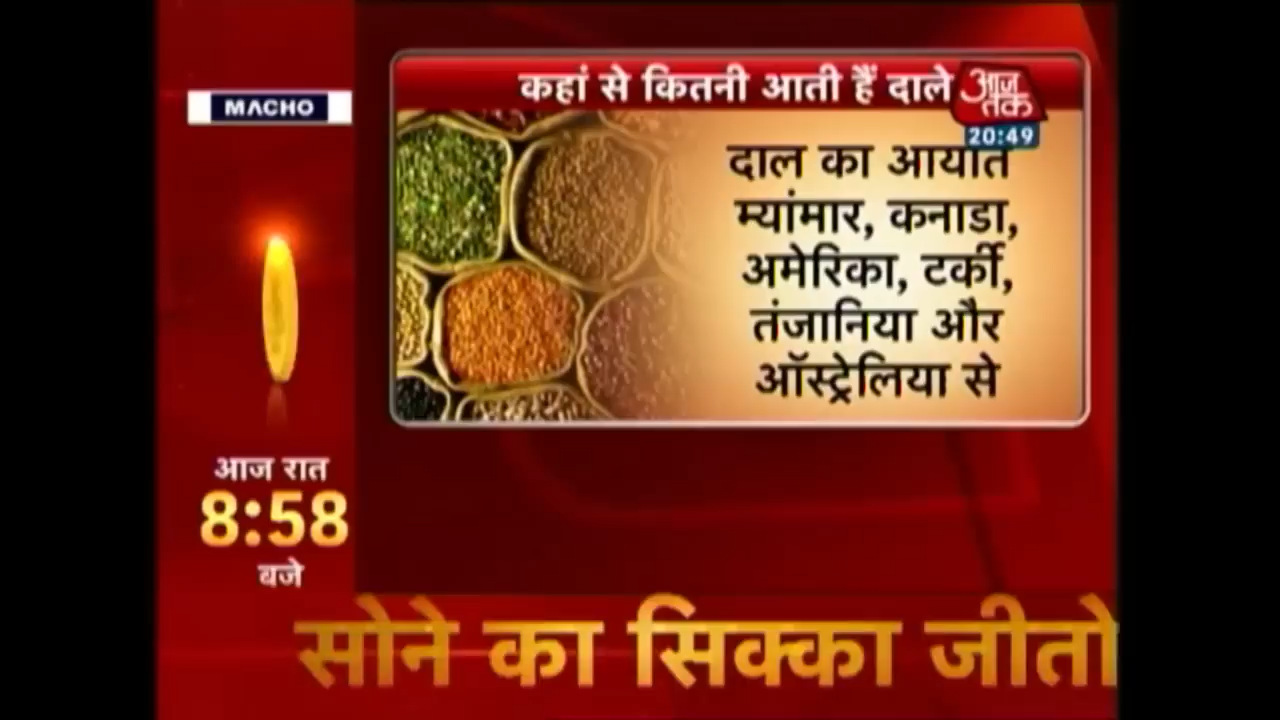 MACHO
कहां से कितनी आती हैं दाले
आज तक
20:49
दाल का आयात
म्यांमार, कनाडा,
अमेरिका, टर्की,
तंजानिया और
ऑस्ट्रेलिया से
आज रात
8:58
बजे
सोने का सिक्का जीतो